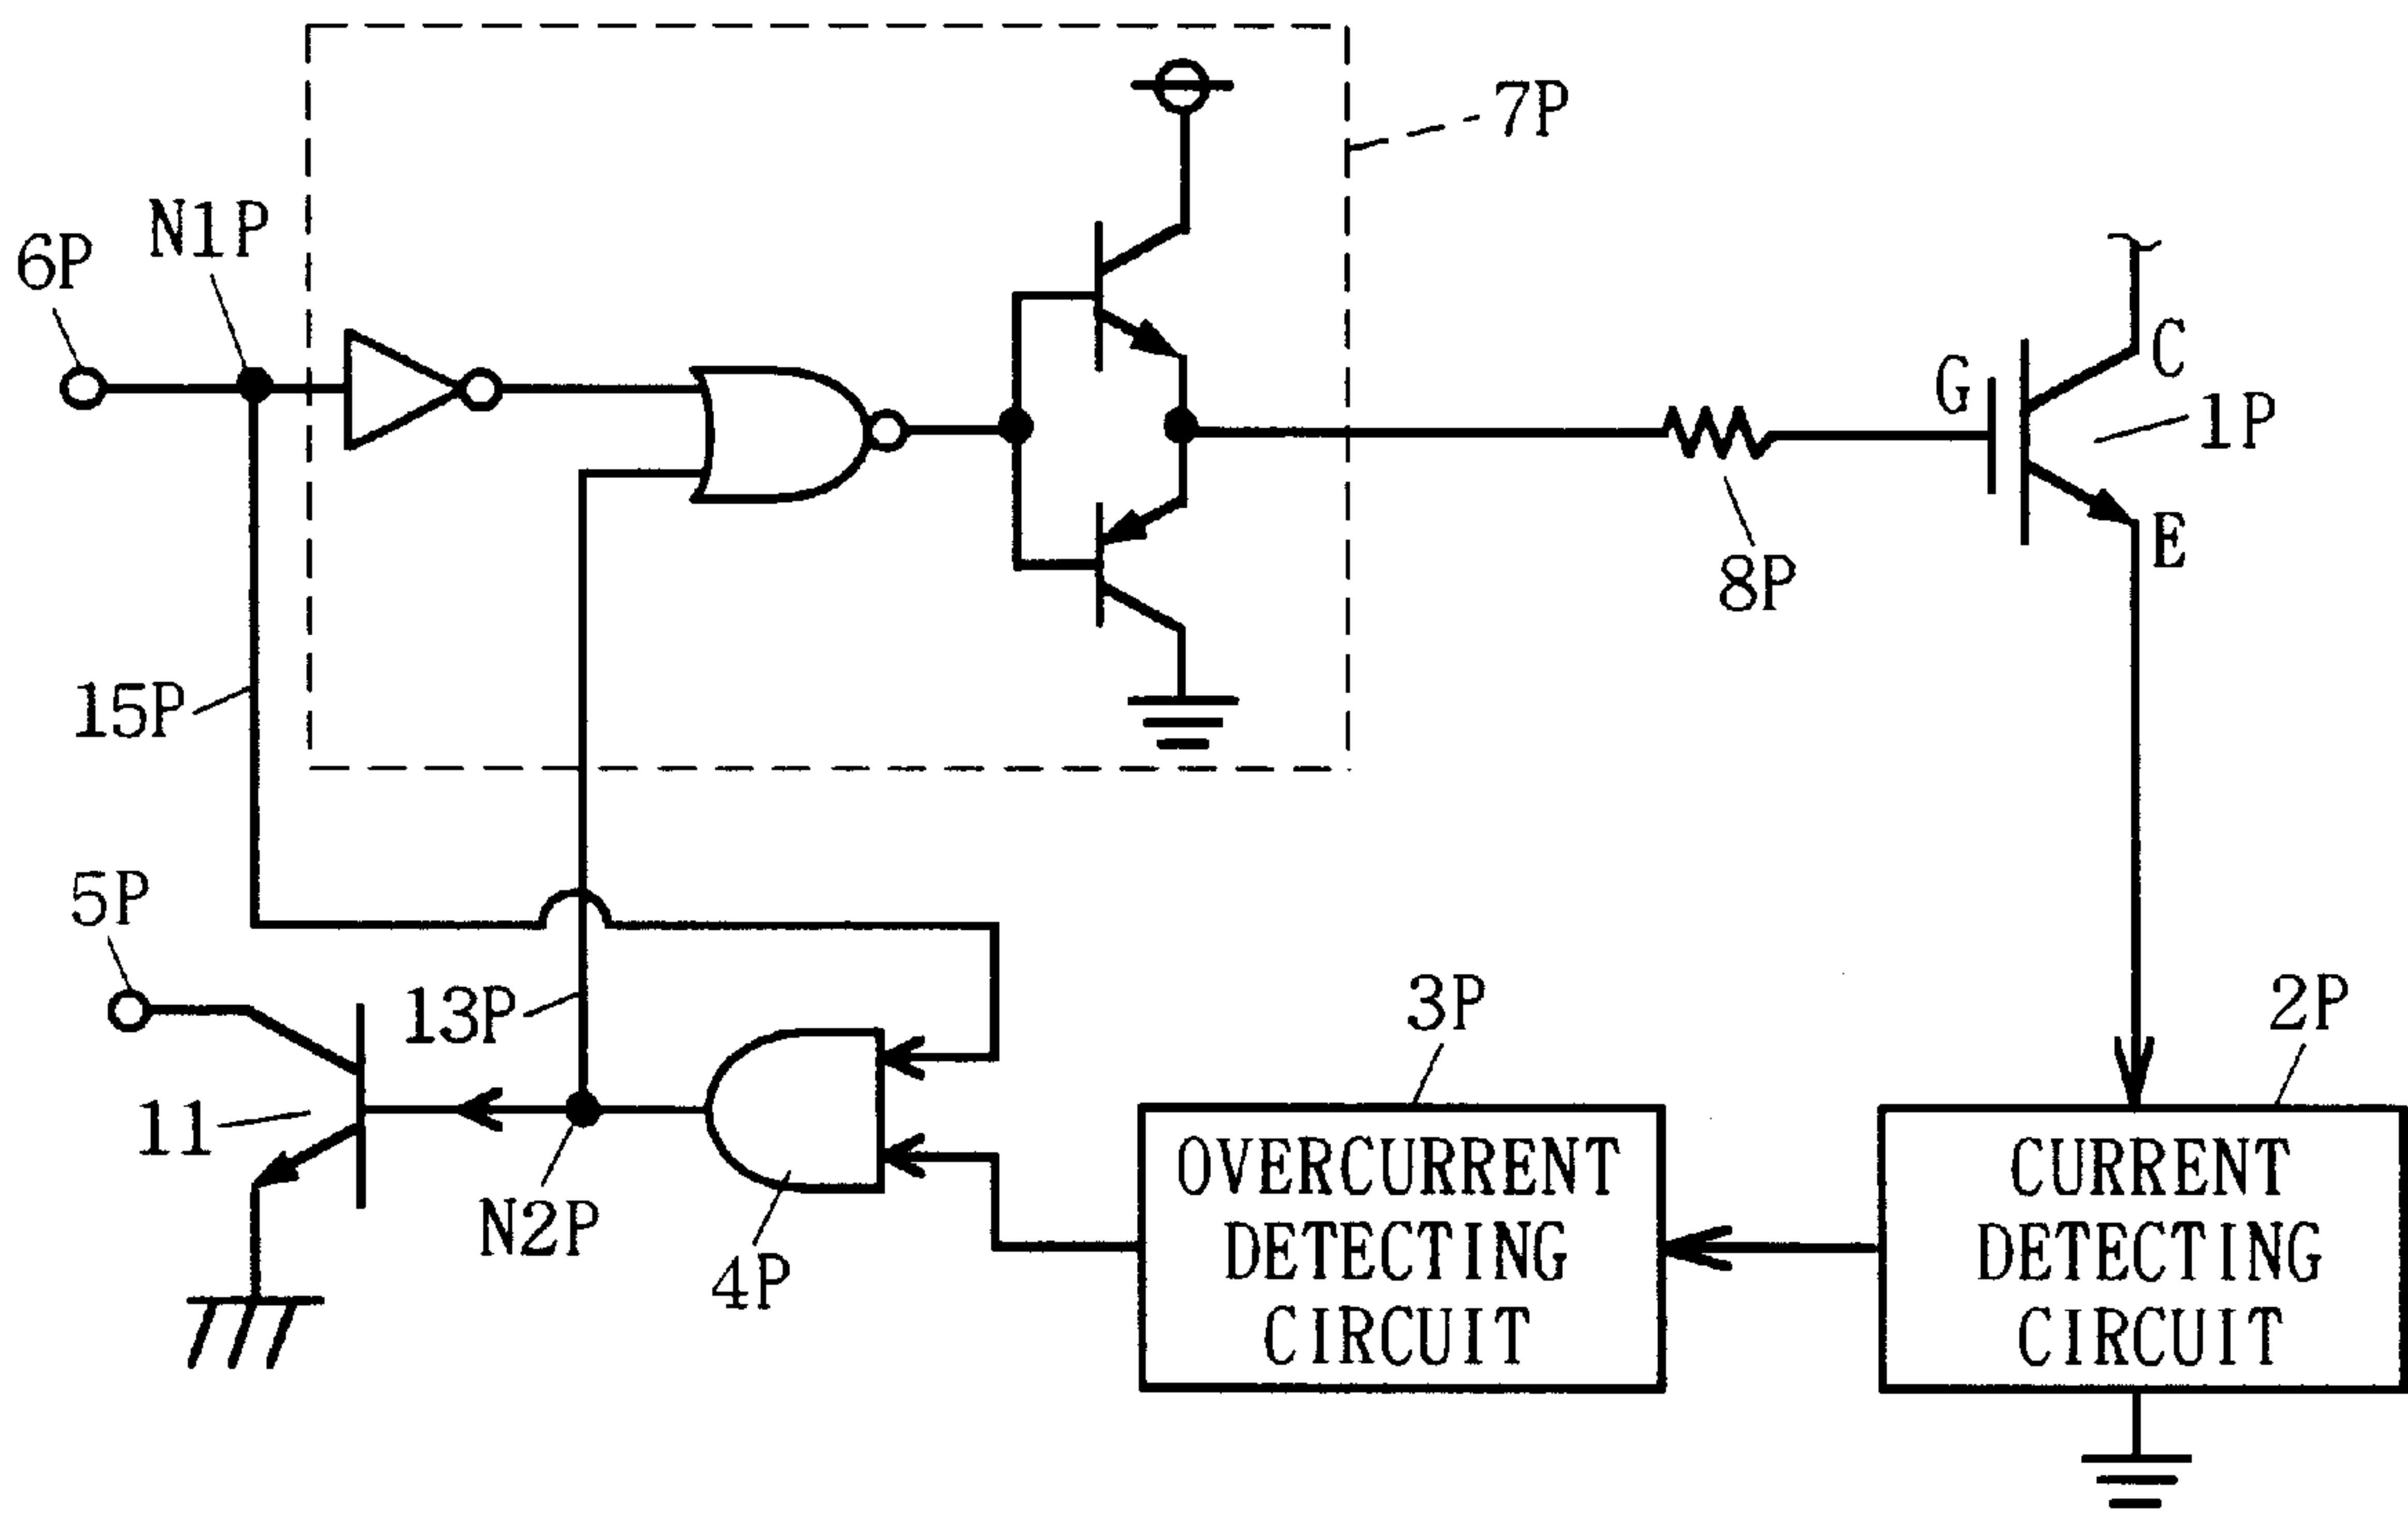 7P
N1P
6P
C
G
1P
E
8P
15P
5P
13P
3P
2P
11
OVERCURRENT
DETECTING
CIRCUIT
CURRENT
DETECTING
CIRCUIT
N2P
4P